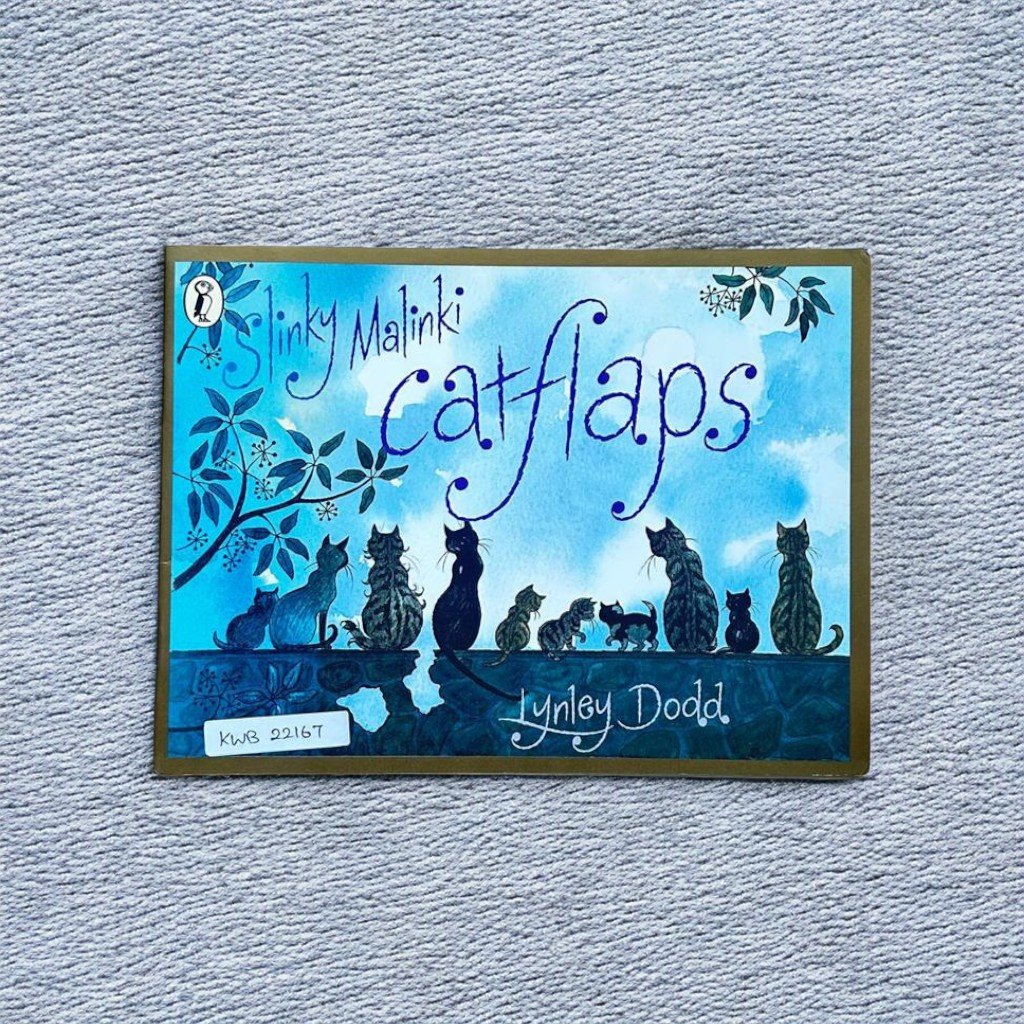 Slinky Malinki
catflaps
Lynley Dodd
KWB 22167